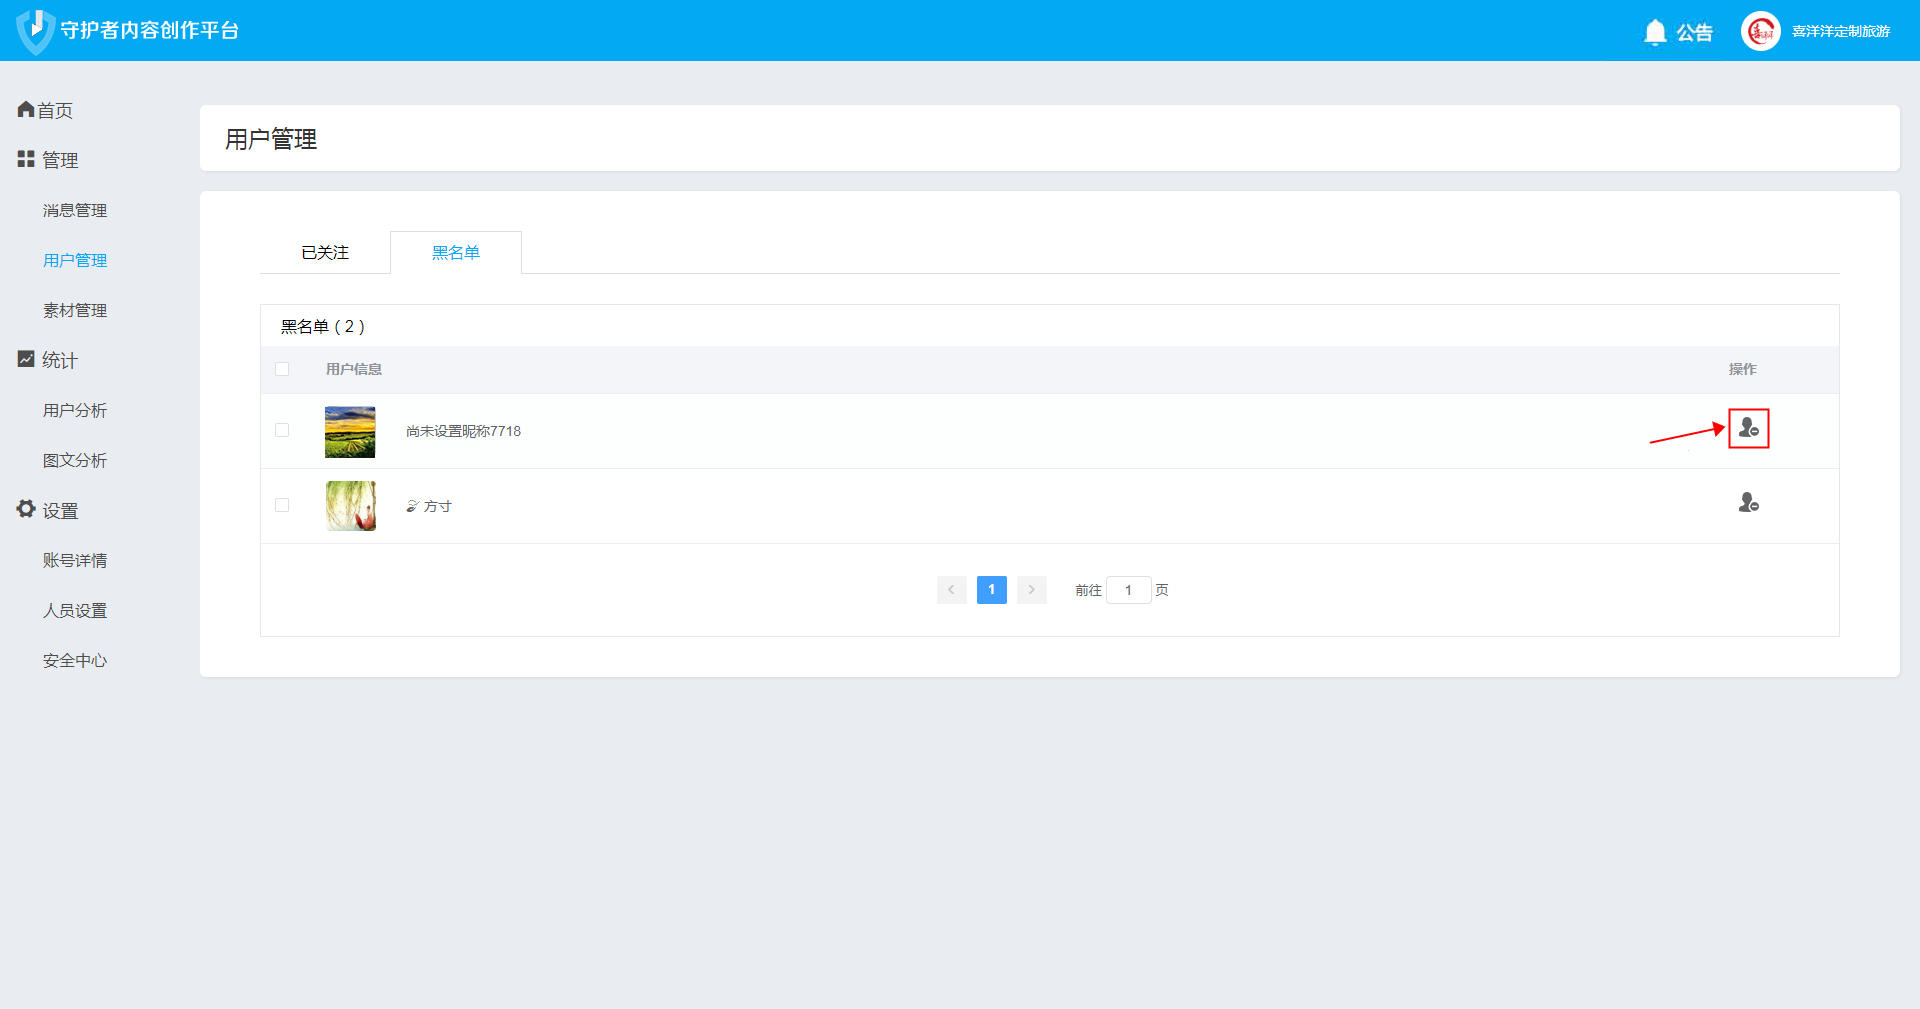 守护者内容创作平台
公告
喜洋洋定制旅游
首页
管理
消息管理
用户管理
素材管理
统计
用户分析
图文分析
设置
账号详情
人员设置
安全中心
用户管理
已关注
黑名单
黑名单 ( 2 )
用户信息
操作
尚未设置昵称7718
方寸
1
前往 1 页